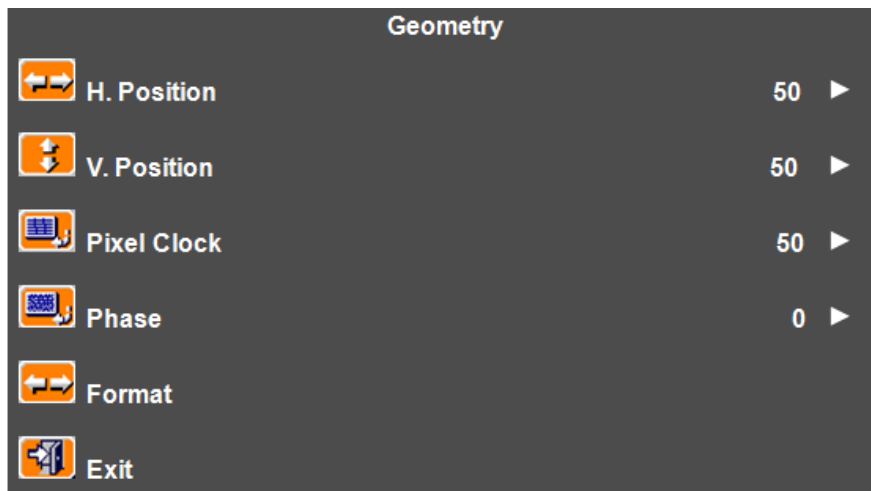 Geometry
H. Position 50
V. Position 50
Pixel Clock 50
Phase 0
Format
Exit